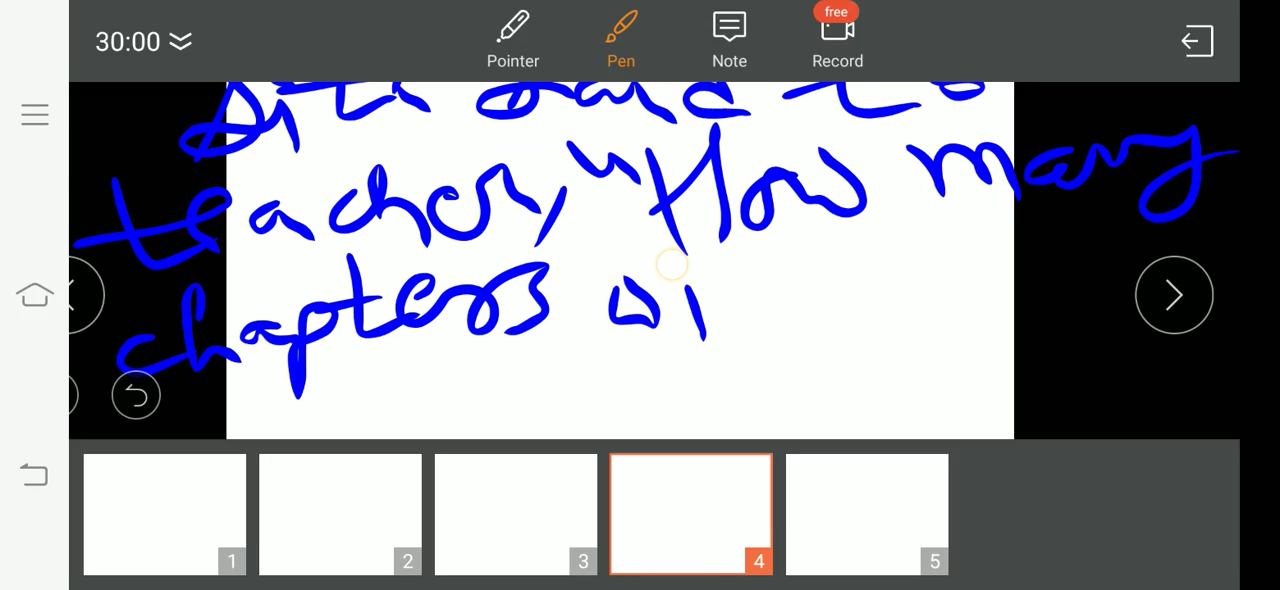 30:00
Pointer
Pen
Note
free
Record
said to
teacher, "How many
chapters
1
2
3
4
5